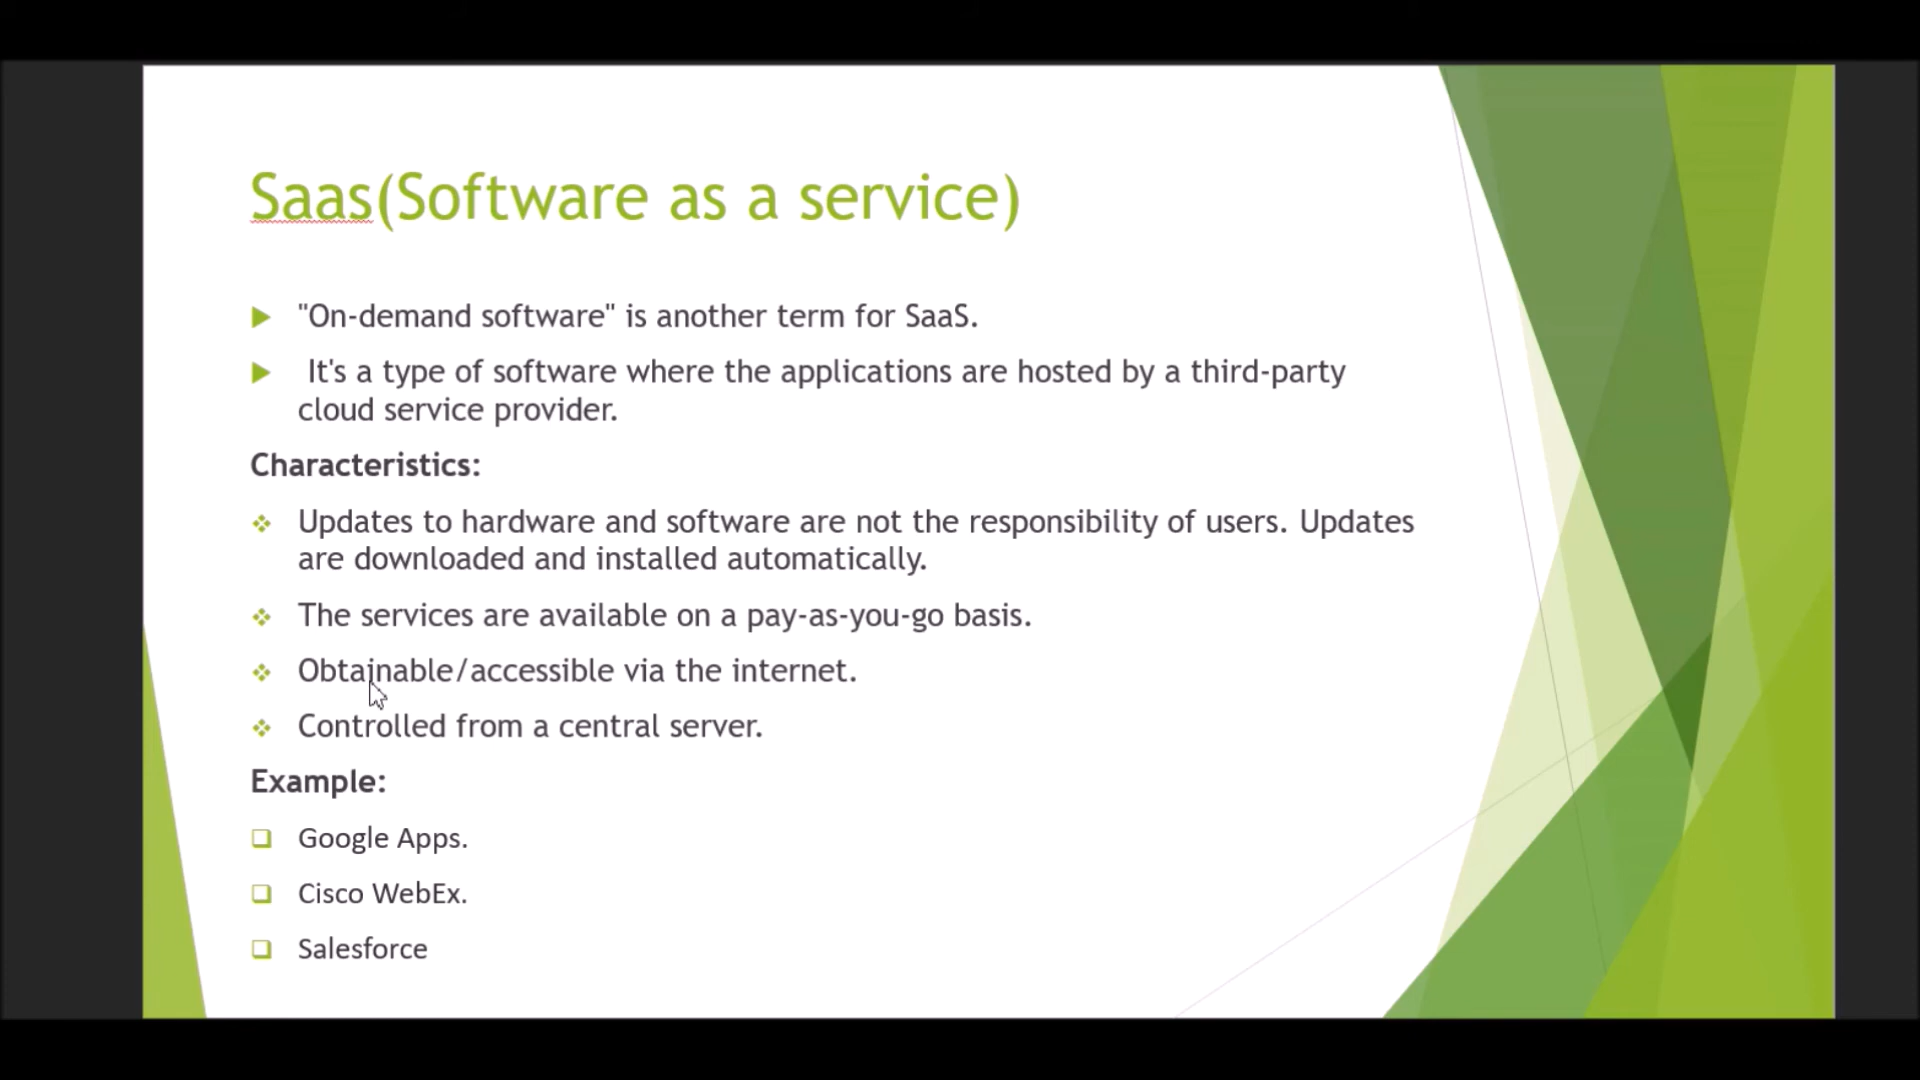 Saas(Software as a service)
"On-demand software" is another term for SaaS.
It's a type of software where the applications are hosted by a third-party
cloud service provider.
Characteristics:
Updates to hardware and software are not the responsibility of users. Updates
are downloaded and installed automatically.
The services are available on a pay-as-you-go basis.
Obtainable/accessible via the internet.
Controlled from a central server.
Example:
Google Apps.
Cisco WebEx.
Salesforce